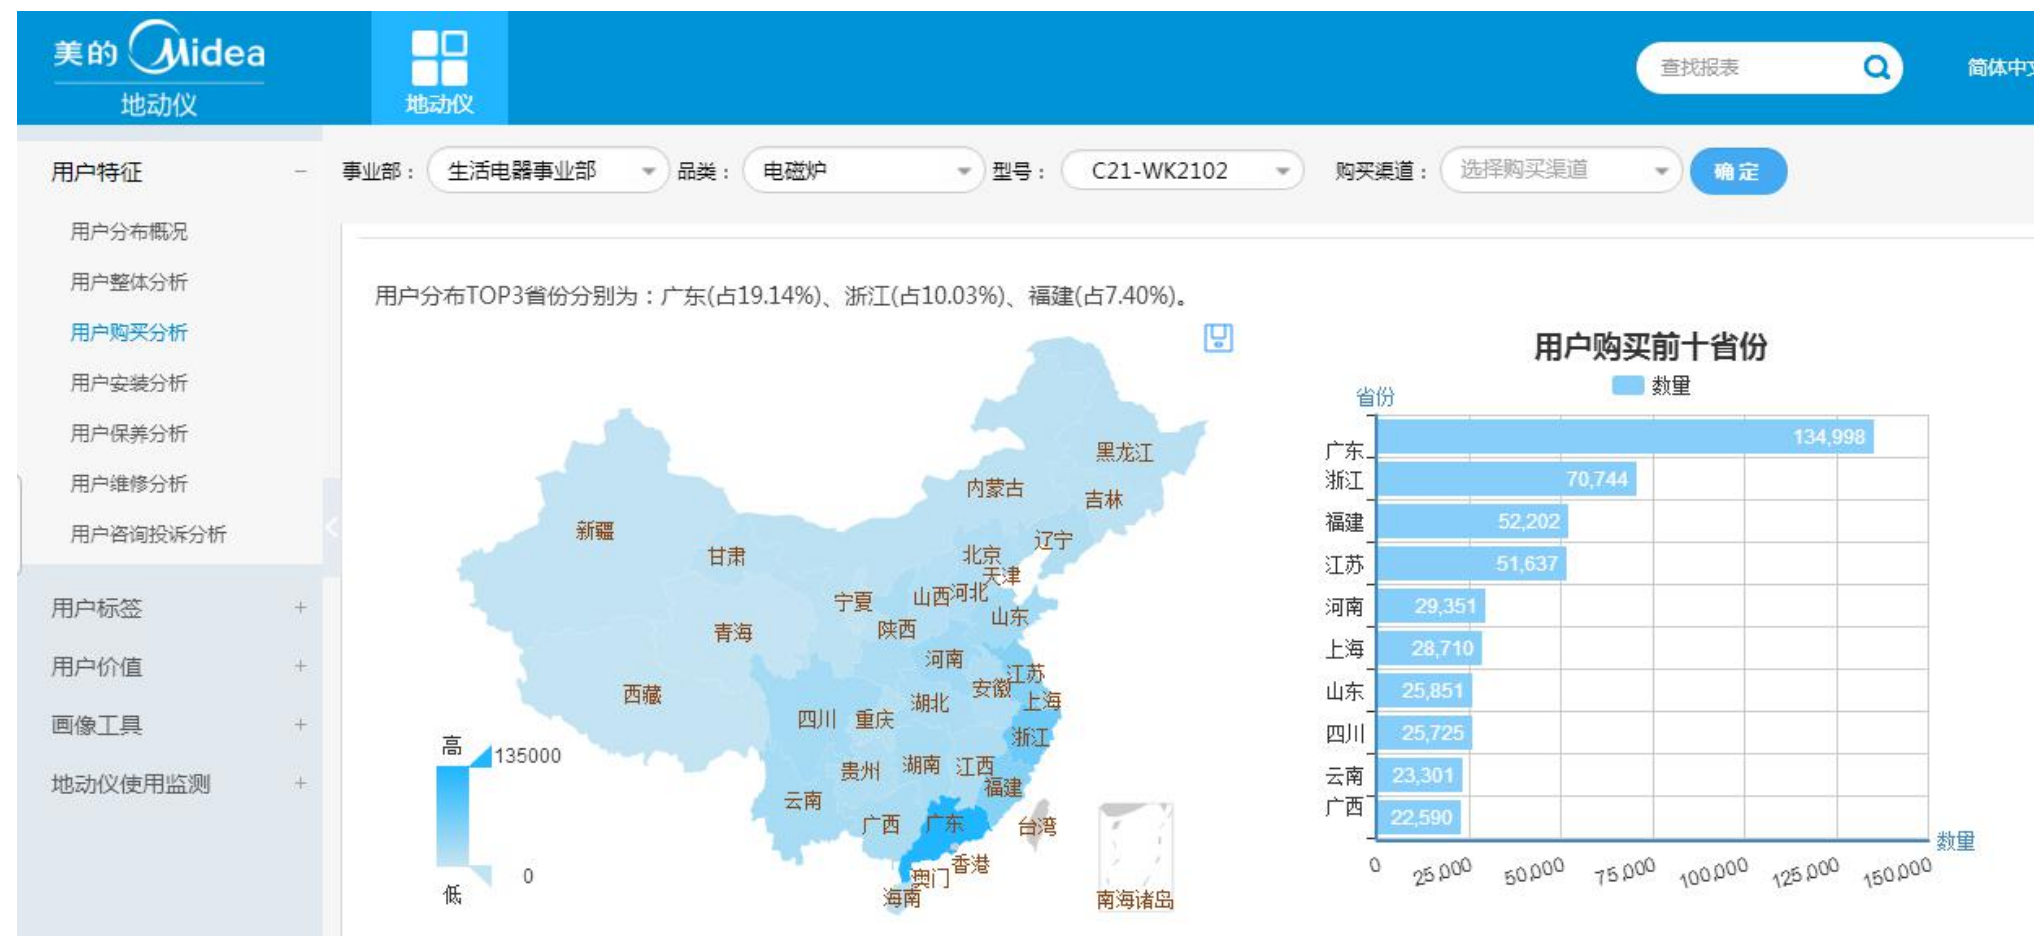 美的 Midea
地动仪
地动仪
查找报表
简体中文
用户特征
用户分布概况
用户整体分析
用户购买分析
用户安装分析
用户保养分析
用户维修分析
用户咨询投诉分析
用户标签
用户价值
画像工具
地动仪使用监测
事业部： 生活电器事业部 品类： 电磁炉 型号： C21-WK2102 购买渠道： 选择购买渠道 确定
用户分布TOP3省份分别为：广东(占19.14%)、浙江(占10.03%)、福建(占7.40%)。
黑龙江
内蒙古
吉林
新疆
辽宁
甘肃
北京
天津
宁夏
山西
河北
山东
青海
陕西
河南
江苏
西藏
安徽
湖北
上海
四川
重庆
浙江
贵州
湖南
江西
福建
云南
广西
广东
台湾
香港
澳门
海南
南海诸岛
高
135000
0
低
用户购买前十省份
数量
省份
广东 134,998
浙江 70,744
福建 52,202
江苏 51,637
河南 29,351
上海 28,710
山东 25,851
四川 25,725
云南 23,301
广西 22,590
数量
0 25,000 50,000 75,000 100,000 125,000 150,000